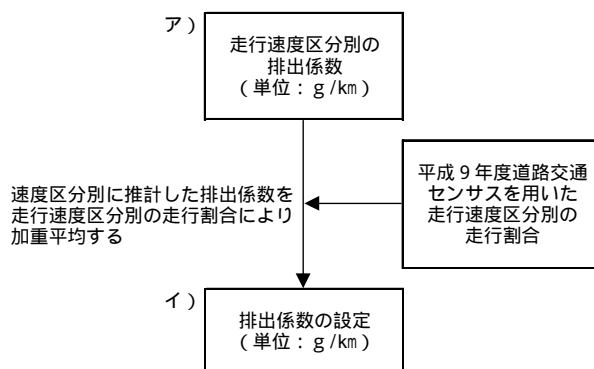 ア）
走行速度区分別の
排出係数
（単位：ｇ/㎞）
速度区分別に推計した排出係数を
走行速度区分別の走行割合により
加重平均する
平成９年度道路交通
センサスを用いた
走行速度区分別の
走行割合
イ）
排出係数の設定
（単位：ｇ/㎞）